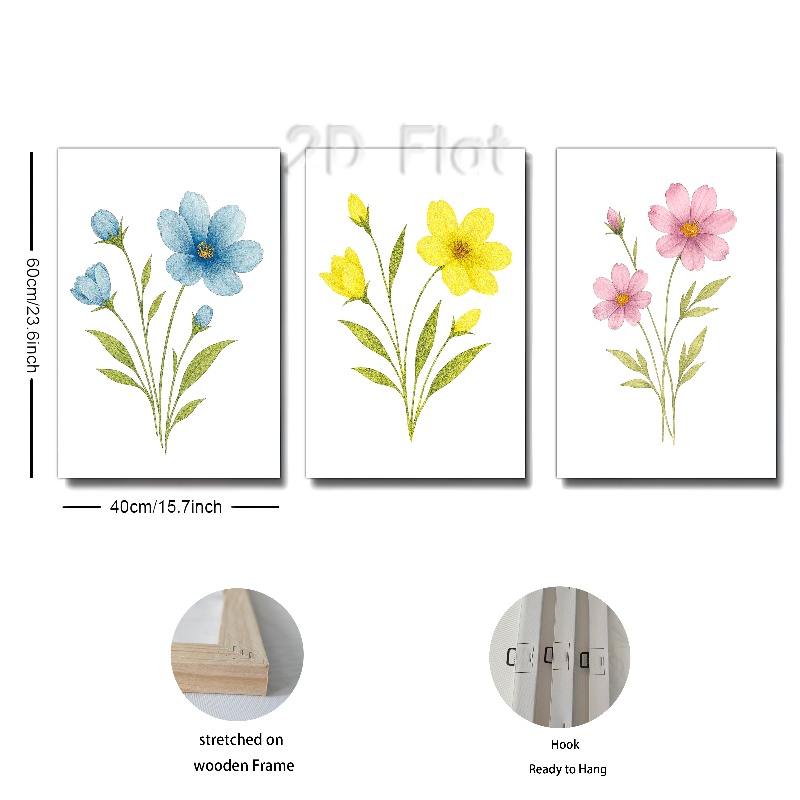 2D Flat
60cm/23.6inch
40cm/15.7inch
stretched on
wooden Frame
Hook
Ready to Hang